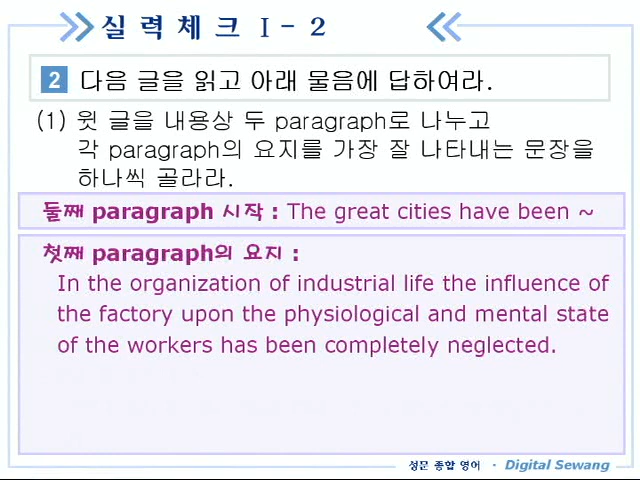 실력체크 I - 2
2 다음 글을 읽고 아래 물음에 답하여라.
(1) 윗 글을 내용상 두 paragraph로 나누고
각 paragraph의 요지를 가장 잘 나타내는 문장을
하나씩 골라라.
둘째 paragraph 시작 : The great cities have been ~
첫째 paragraph의 요지 :
In the organization of industrial life the influence of
the factory upon the physiological and mental state
of the workers has been completely neglected.
성문 종합 영어 · Digital Sewang